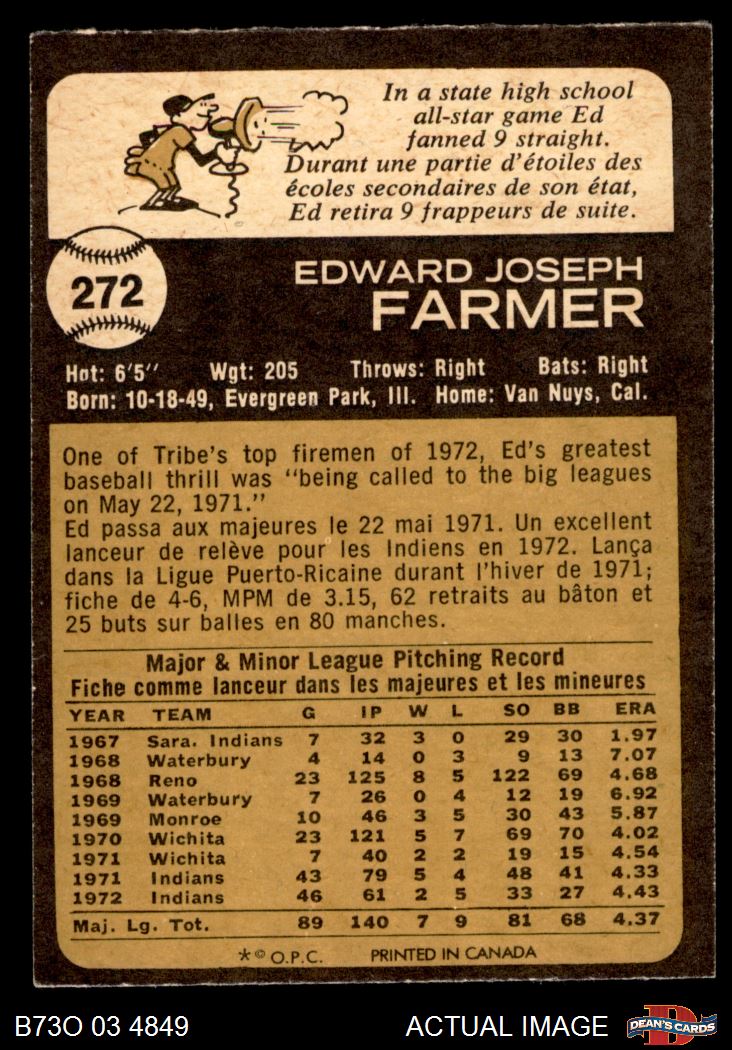 In a state high school
all-star game Ed
fanned 9 straight.
Durant une partie d'étoiles des
écoles secondaires de son état,
Ed retira 9 frappeurs de suite.
272
EDWARD JOSEPH
FARMER
Hgt: 6'5" Wgt: 205 Throws: Right Bats: Right
Born: 10-18-49, Evergreen Park, Ill. Home: Van Nuys, Cal.
One of Tribe's top firemen of 1972, Ed's greatest
baseball thrill was "being called to the big leagues
on May 22, 1971."
Ed passa aux majeures le 22 mai 1971. Un excellent
lanceur de relève pour les Indiens en 1972. Lança
dans la Ligue Puerto-Ricaine durant l'hiver de 1971;
fiche de 4-6, MPM de 3.15, 62 retraits au bâton et
25 buts sur balles en 80 manches.
Major & Minor League Pitching Record
Fiche comme lanceur dans les majeures et les mineures
YEAR TEAM G IP W L SO BB ERA
1967 Sara. Indians 7 32 3 0 29 30 1.97
1968 Waterbury 4 14 0 3 9 13 7.07
1968 Reno 23 125 8 5 122 69 4.68
1969 Waterbury 7 26 0 4 12 19 6.92
1969 Monroe 10 46 3 5 30 43 5.87
1970 Wichita 23 121 5 7 69 70 4.02
1971 Wichita 7 40 2 2 19 15 4.54
1971 Indians 43 79 5 4 48 41 4.33
1972 Indians 46 61 2 5 33 27 4.43
Maj. Lg. Tot. 89 140 7 9 81 68 4.37
*© O.P.C. PRINTED IN CANADA
B73O 03 4849 ACTUAL IMAGE D DEAN'S CARDS